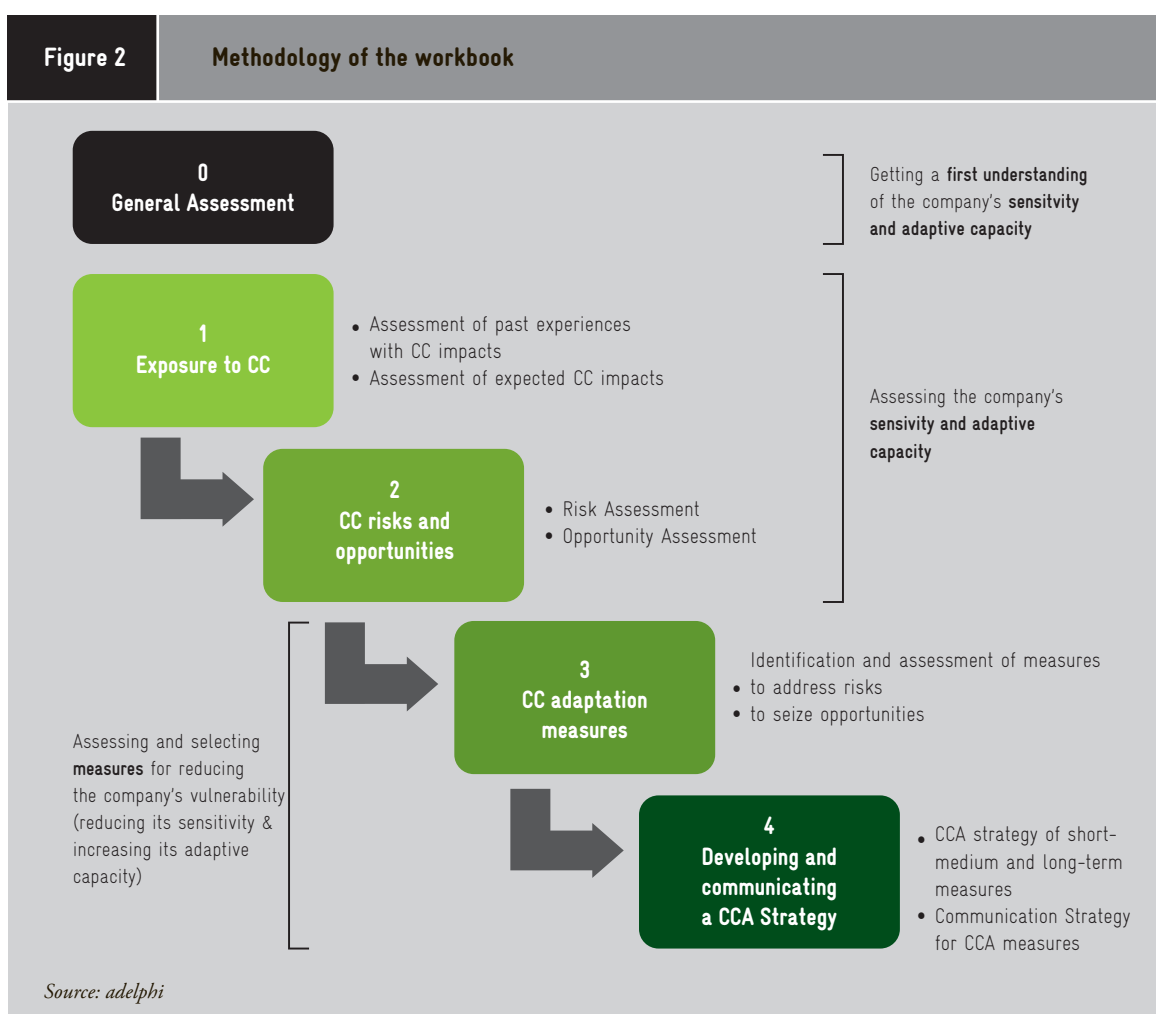 Figure 2
Methodology of the workbook
0
General Assessment
Getting a first understanding
of the company's sensitvity
and adaptive capacity
1
Exposure to CC
• Assessment of past experiences
with CC impacts
• Assessment of expected CC impacts
Assessing the company's
sensivity and adaptive
capacity
2
CC risks and
opportunities
• Risk Assessment
• Opportunity Assessment
3
CC adaptation
measures
Identification and assessment of measures
• to address risks
• to seize opportunities
Assessing and selecting
measures for reducing
the company's vulnerability
(reducing its sensitivity &
increasing its adaptive
capacity)
4
Developing and
communicating
a CCA Strategy
• CCA strategy of short-
medium and long-term
measures
• Communication Strategy
for CCA measures
Source: adelphi